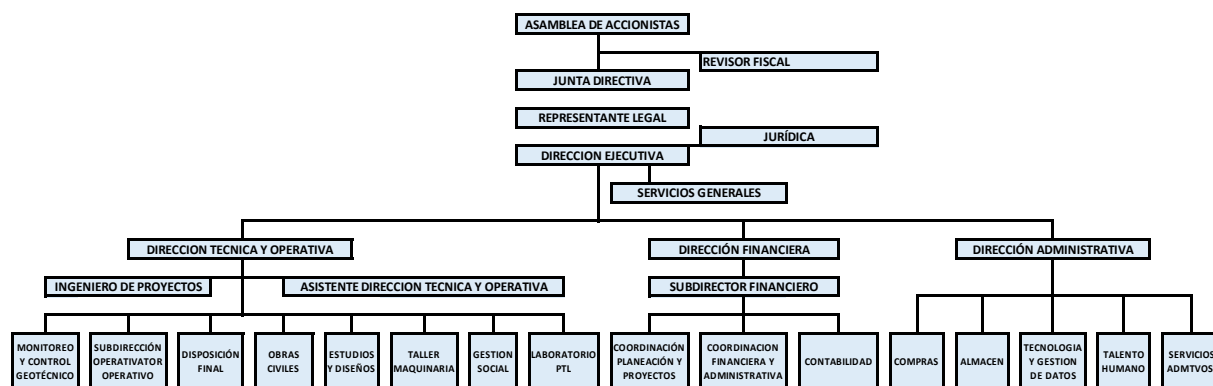 ASAMBLEA DE ACCIONISTAS
REVISOR FISCAL
JUNTA DIRECTIVA
REPRESENTANTE LEGAL
JURÍDICA
DIRECCION EJECUTIVA
SERVICIOS GENERALES
DIRECCION TECNICA Y OPERATIVA
DIRECCIÓN FINANCIERA
DIRECCIÓN ADMINISTRATIVA
INGENIERO DE PROYECTOS
ASISTENTE DIRECCION TECNICA Y OPERATIVA
SUBDIRECTOR FINANCIERO
MONITOREO
Y CONTROL
GEOTÉCNICO
SUBDIRECCIÓN
OPERATIVATOR
OPERATIVO
DISPOSICIÓN
FINAL
OBRAS
CIVILES
ESTUDIOS
Y DISEÑOS
TALLER
MAQUINARIA
GESTION
SOCIAL
LABORATORIO
PTL
COORDINACIÓN
PLANEACIÓN Y
PROYECTOS
COORDINACION
FINANCIERA Y
ADMINISTRATIVA
CONTABILIDAD
COMPRAS
ALMACEN
TECNOLOGIA
Y GESTION
DE DATOS
TALENTO
HUMANO
SERVICIOS
ADMTVOS